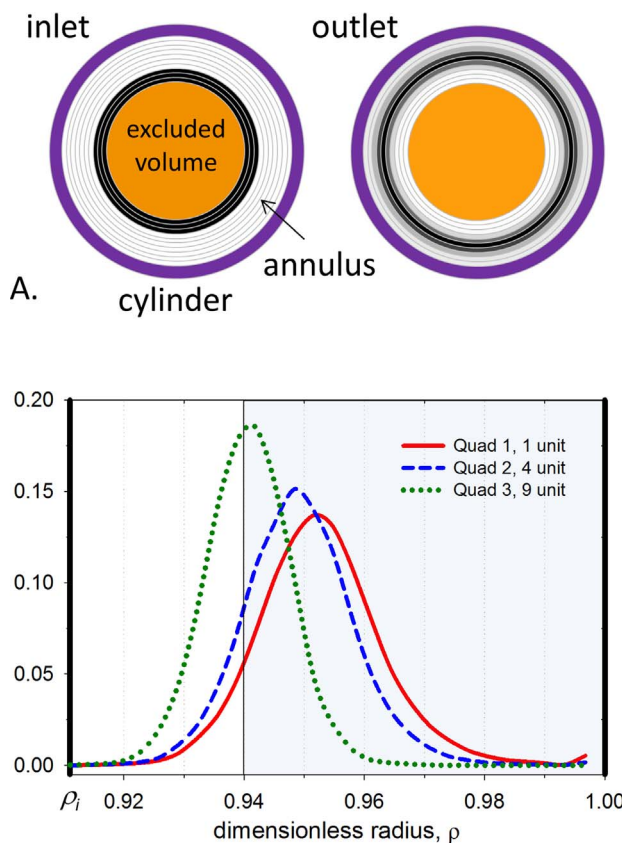 inlet
outlet
excluded
volume
annulus
A.
cylinder
0.20
0.15
0.10
0.05
0.00
Quad 1, 1 unit
Quad 2, 4 unit
Quad 3, 9 unit
ρi 0.92 0.94 0.96 0.98 1.00
dimensionless radius, ρ